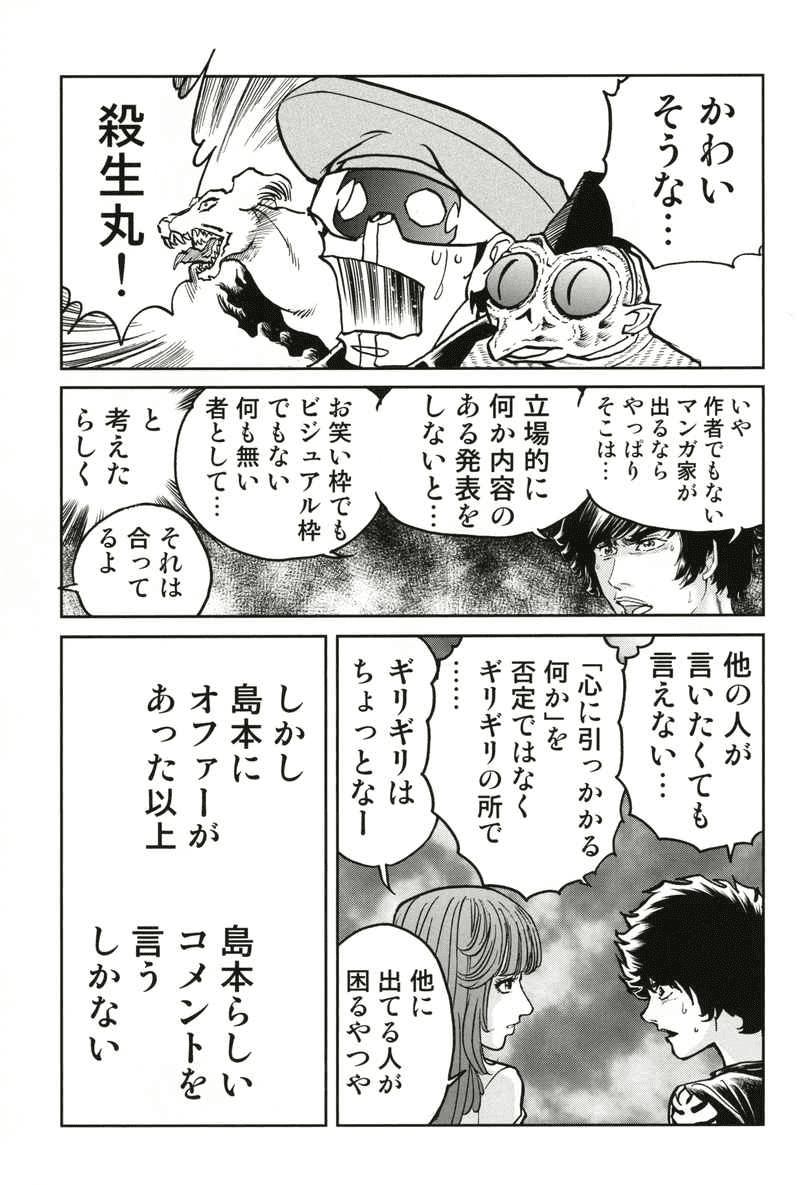 かわい
そうな…
殺生丸！
いや
作者でもない
マンガ家が
出るなら
やっぱり
そこは…
立場的に
何か内容の
ある発表を
しないと…
お笑い枠でも
ビジュアル枠
でもない
何も無い
者として…
と
考えた
らしく
それは
合って
るよ
他の人が
言いたくても
言えない…
「心に引っかかる
何か」を
否定ではなく
ギリギリの所で
……
ギリギリは
ちょっとなー
他に
出てる人が
困るやつや
しかし
島本に
オファーが
あった以上
島本らしい
コメントを
言う
しかない